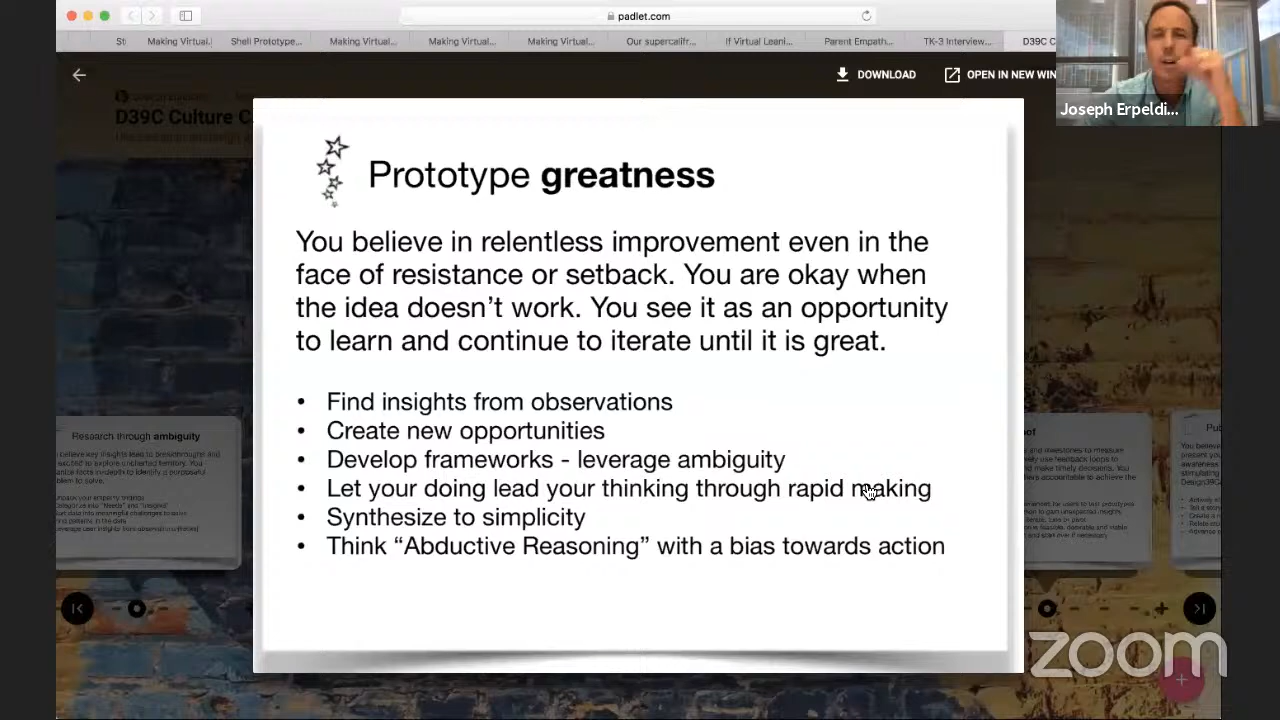 padlet.com
St
Making Virtual.
Shell Prototype...
Making Virtual...
Making Virtual...
Making Virtual...
Our supercalifr...
If Virtual Leani...
Parent Empath...
TK-3 Interview...
D39C C
DOWNLOAD
OPEN IN NEW WIN
Joseph Erpeldi...
D39C Culture C
Prototype greatness
You believe in relentless improvement even in the
face of resistance or setback. You are okay when
the idea doesn’t work. You see it as an opportunity
to learn and continue to iterate until it is great.
• Find insights from observations
• Create new opportunities
• Develop frameworks - leverage ambiguity
• Let your doing lead your thinking through rapid making
• Synthesize to simplicity
• Think “Abductive Reasoning” with a bias towards action
Research through ambiguity
zoom